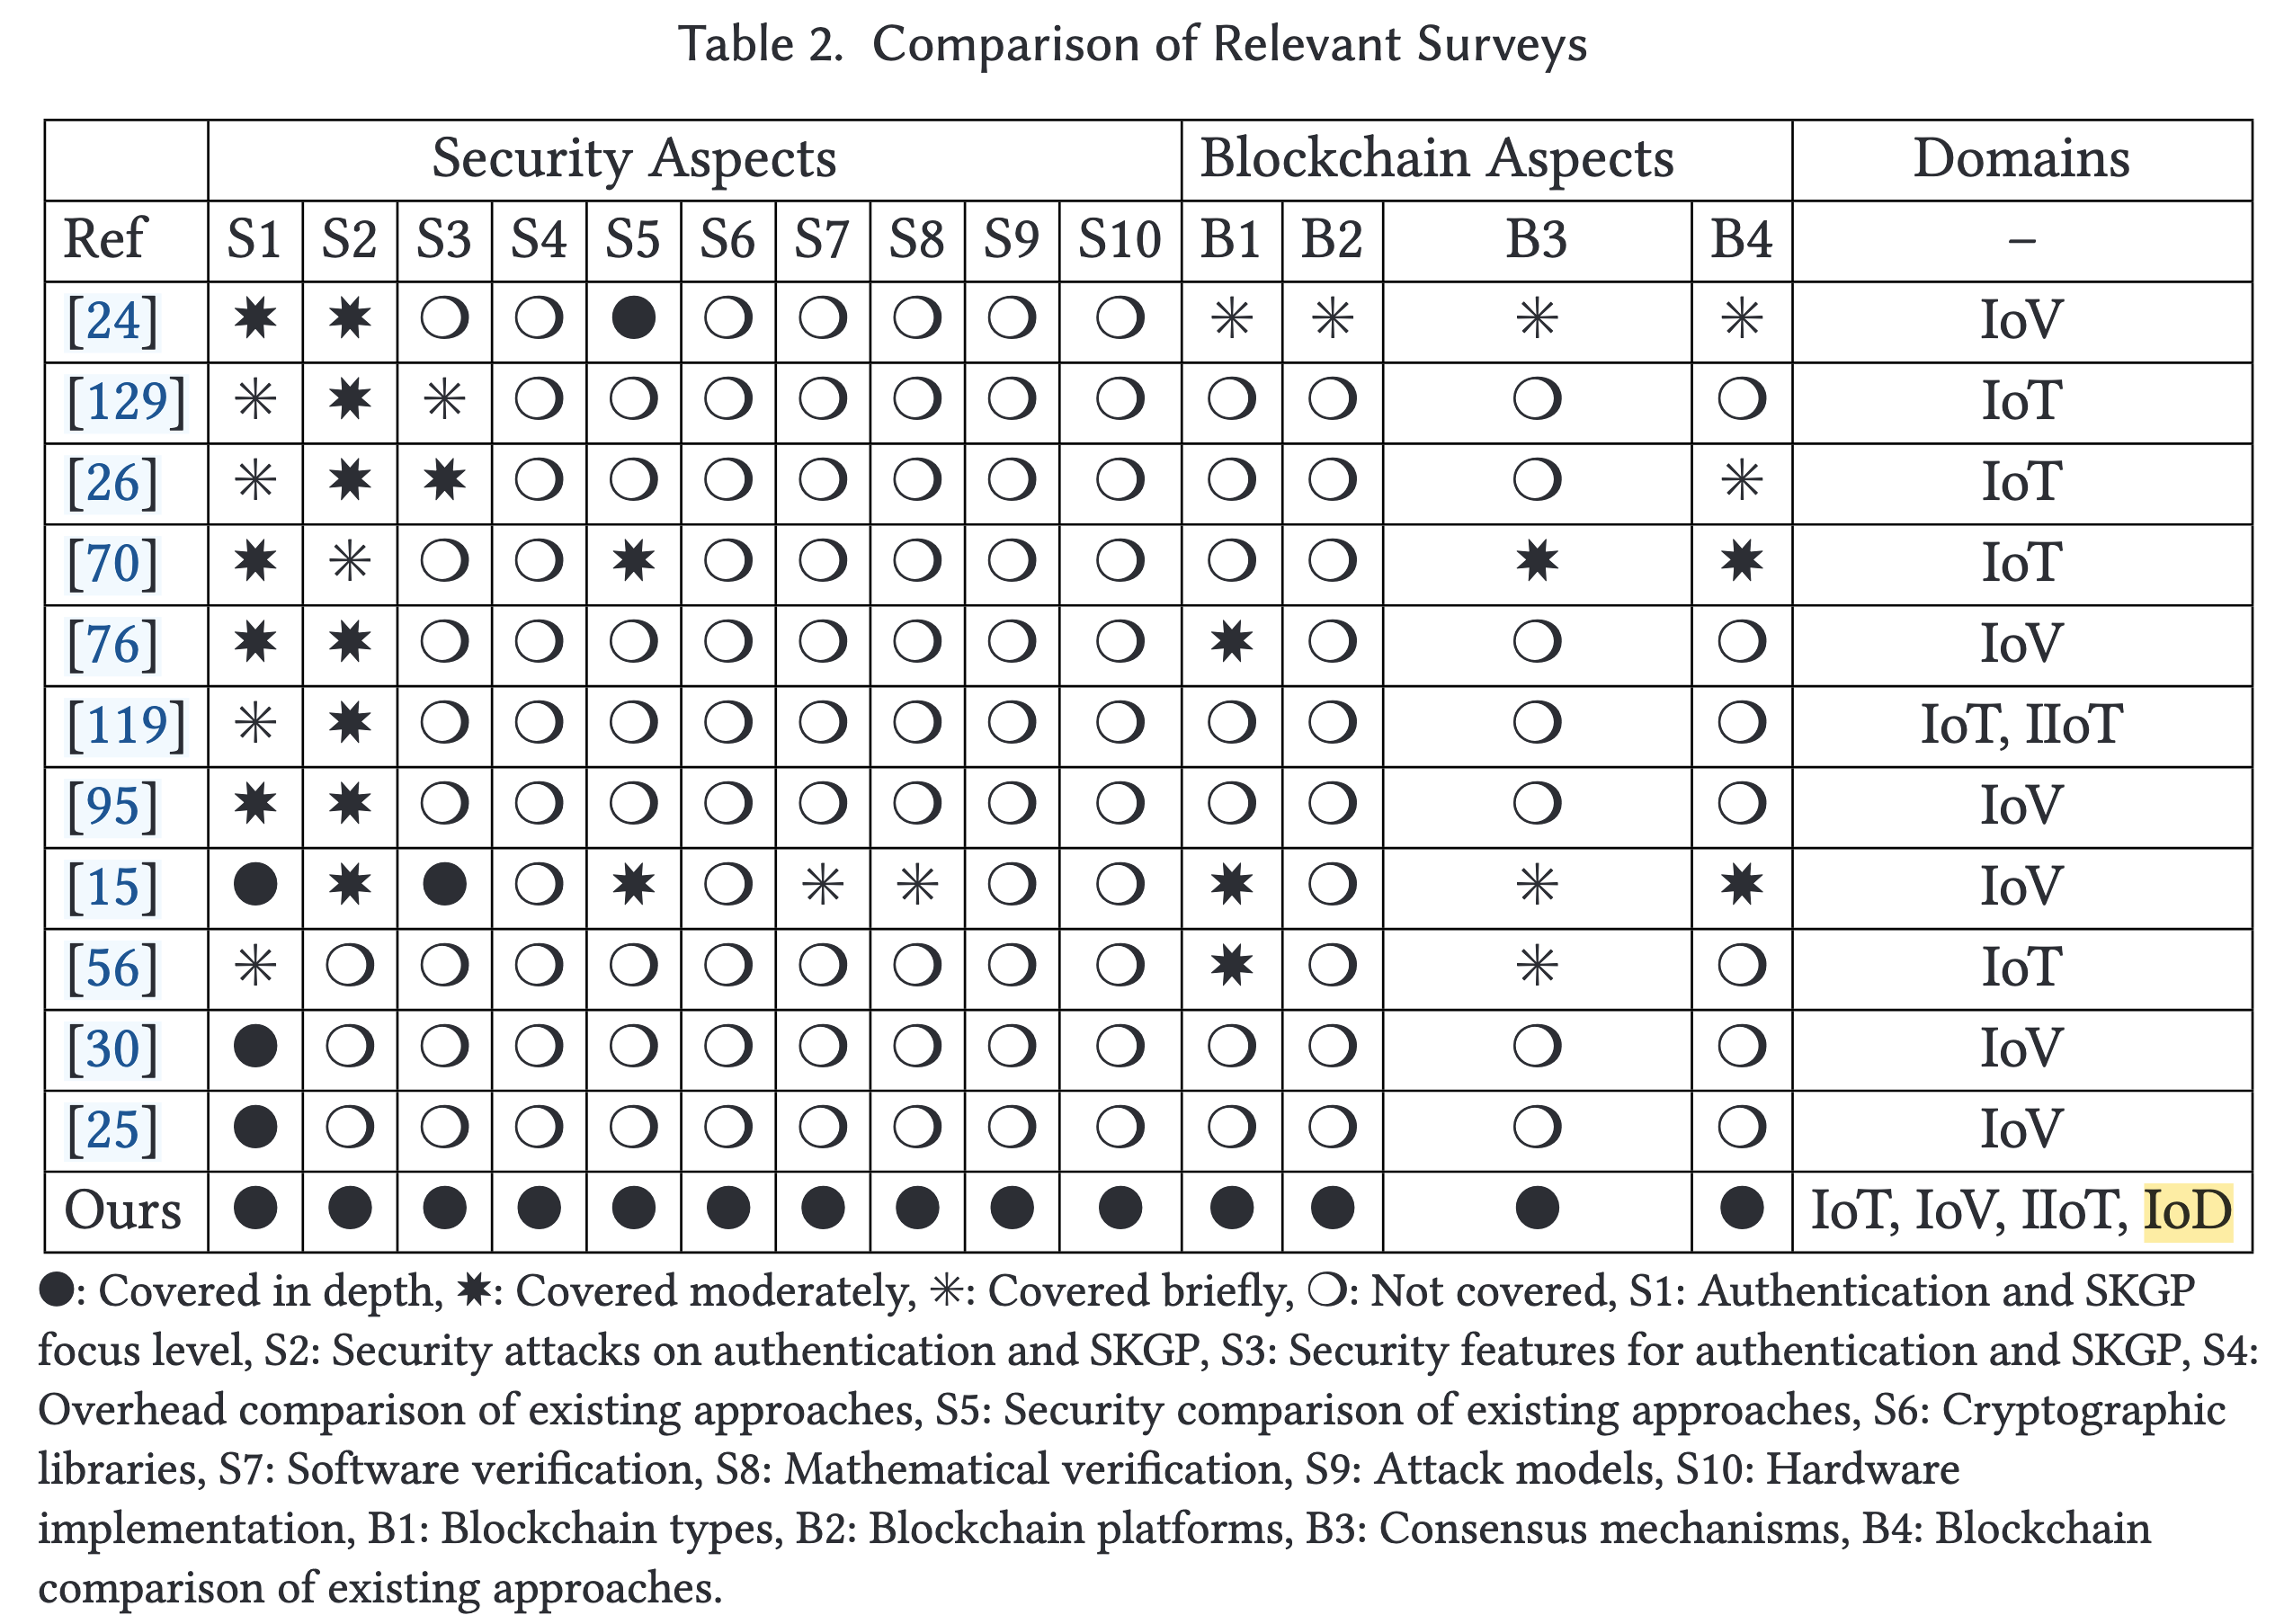 Table 2. Comparison of Relevant Surveys
Security Aspects Blockchain Aspects Domains
Ref S1 S2 S3 S4 S5 S6 S7 S8 S9 S10 B1 B2 B3 B4 –
[24] ✷ ✷ ❍ ❍ ● ❍ ❍ ❍ ❍ ❍ ✳ ✳ ✳ ✳ IoV
[129] ✳ ✷ ✳ ❍ ❍ ❍ ❍ ❍ ❍ ❍ ❍ ❍ ❍ ❍ IoT
[26] ✳ ✷ ✷ ❍ ❍ ❍ ❍ ❍ ❍ ❍ ❍ ❍ ❍ ✳ IoT
[70] ✷ ✳ ❍ ❍ ✷ ❍ ❍ ❍ ❍ ❍ ❍ ❍ ✷ ✷ IoT
[76] ✷ ✷ ❍ ❍ ❍ ❍ ❍ ❍ ❍ ❍ ✷ ❍ ❍ ❍ IoV
[119] ✳ ✷ ❍ ❍ ❍ ❍ ❍ ❍ ❍ ❍ ❍ ❍ ❍ ❍ IoT, IIoT
[95] ✷ ✷ ❍ ❍ ❍ ❍ ❍ ❍ ❍ ❍ ❍ ❍ ❍ ❍ IoV
[15] ● ✷ ● ❍ ✷ ❍ ✳ ✳ ❍ ❍ ✷ ❍ ✳ ✷ IoV
[56] ✳ ❍ ❍ ❍ ❍ ❍ ❍ ❍ ❍ ❍ ✷ ❍ ✳ ❍ IoT
[30] ● ❍ ❍ ❍ ❍ ❍ ❍ ❍ ❍ ❍ ❍ ❍ ❍ ❍ IoV
[25] ● ❍ ❍ ❍ ❍ ❍ ❍ ❍ ❍ ❍ ❍ ❍ ❍ ❍ IoV
Ours ● ● ● ● ● ● ● ● ● ● ● ● ● ● IoT, IoV, IIoT, IoD
●: Covered in depth, ✷: Covered moderately, ✳: Covered briefly, ❍: Not covered, S1: Authentication and SKGP
focus level, S2: Security attacks on authentication and SKGP, S3: Security features for authentication and SKGP, S4:
Overhead comparison of existing approaches, S5: Security comparison of existing approaches, S6: Cryptographic
libraries, S7: Software verification, S8: Mathematical verification, S9: Attack models, S10: Hardware
implementation, B1: Blockchain types, B2: Blockchain platforms, B3: Consensus mechanisms, B4: Blockchain
comparison of existing approaches.